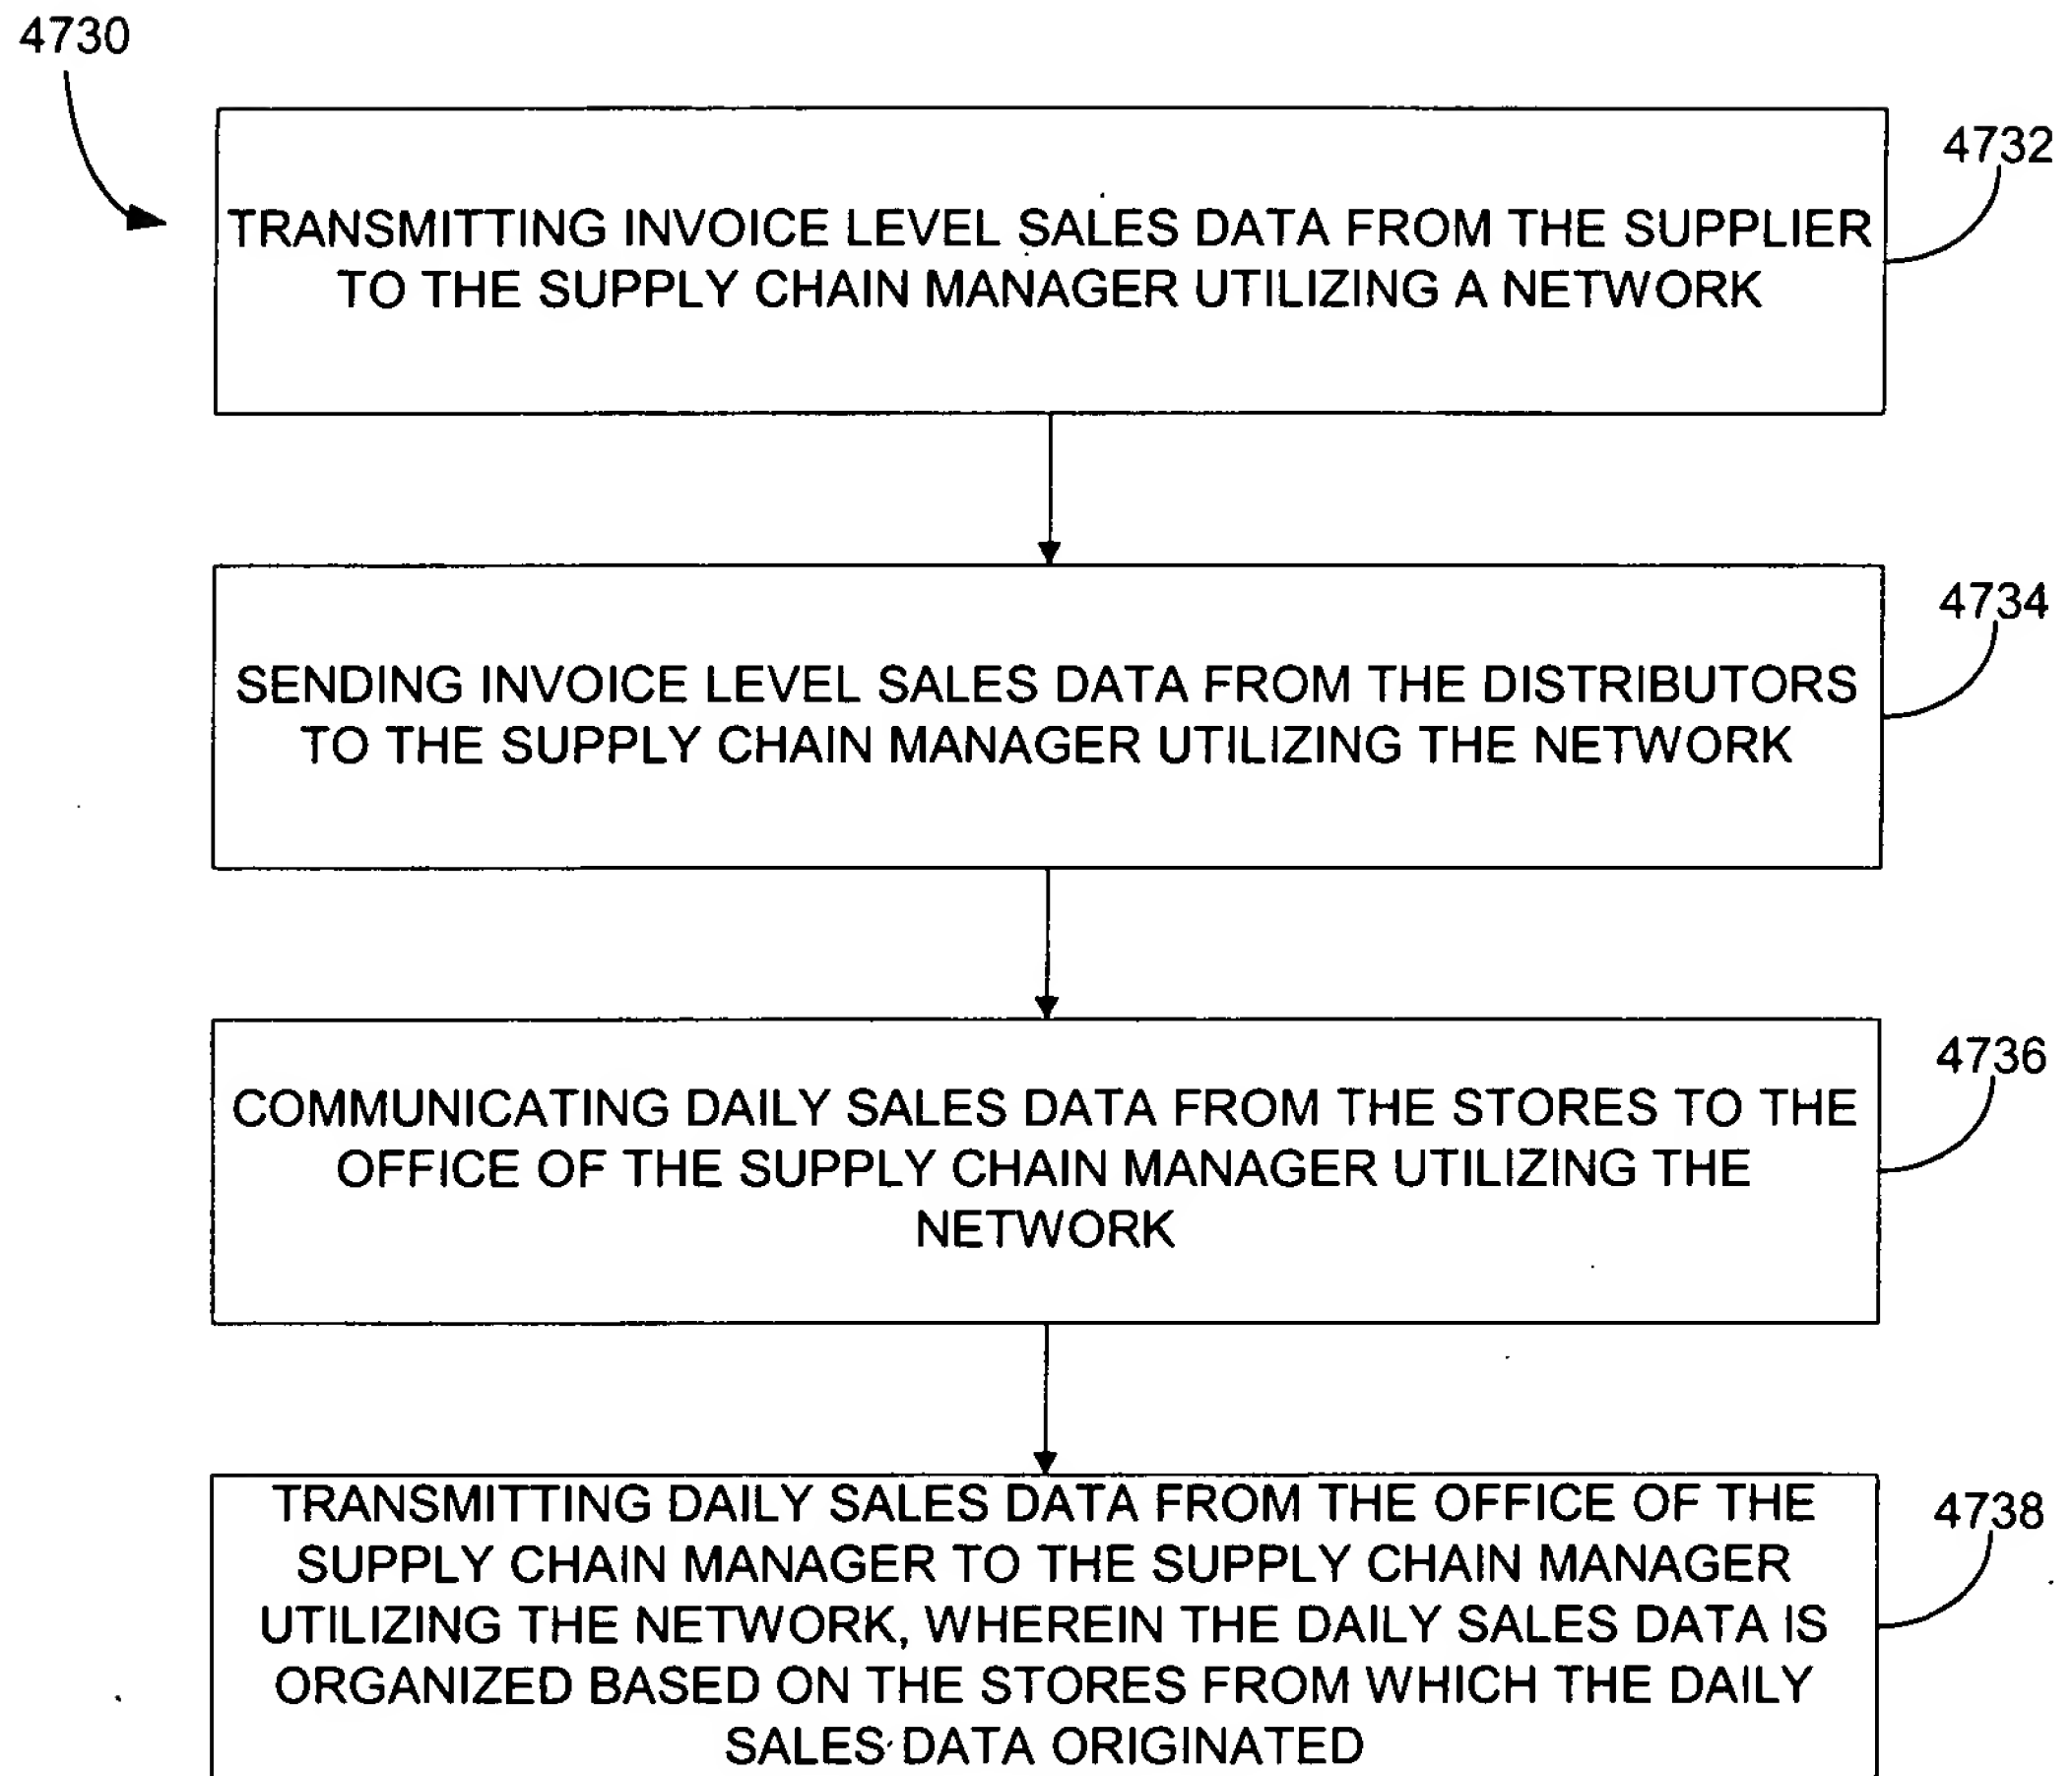 4730
4732
TRANSMITTING INVOICE LEVEL SALES DATA FROM THE SUPPLIER
TO THE SUPPLY CHAIN MANAGER UTILIZING A NETWORK
4734
SENDING INVOICE LEVEL SALES DATA FROM THE DISTRIBUTORS
TO THE SUPPLY CHAIN MANAGER UTILIZING THE NETWORK
4736
COMMUNICATING DAILY SALES DATA FROM THE STORES TO THE
OFFICE OF THE SUPPLY CHAIN MANAGER UTILIZING THE
NETWORK
4738
TRANSMITTING DAILY SALES DATA FROM THE OFFICE OF THE
SUPPLY CHAIN MANAGER TO THE SUPPLY CHAIN MANAGER
UTILIZING THE NETWORK, WHEREIN THE DAILY SALES DATA IS
ORGANIZED BASED ON THE STORES FROM WHICH THE DAILY
SALES DATA ORIGINATED